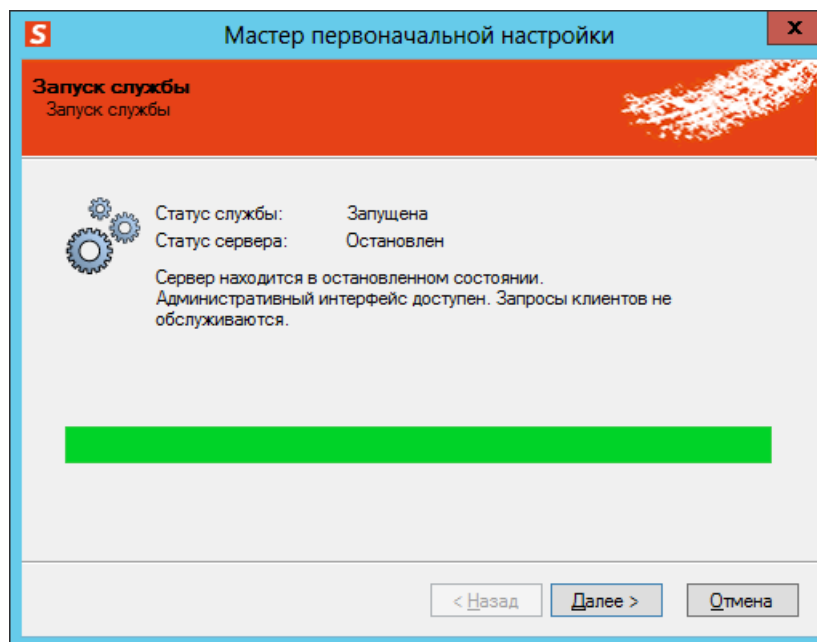 S
Мастер первоначальной настройки
x
Запуск службы
Запуск службы
Статус службы: Запущена
Статус сервера: Остановлен
Сервер находится в остановленном состоянии.
Административный интерфейс доступен. Запросы клиентов не
обслуживаются.
< Назад Далее > Отмена